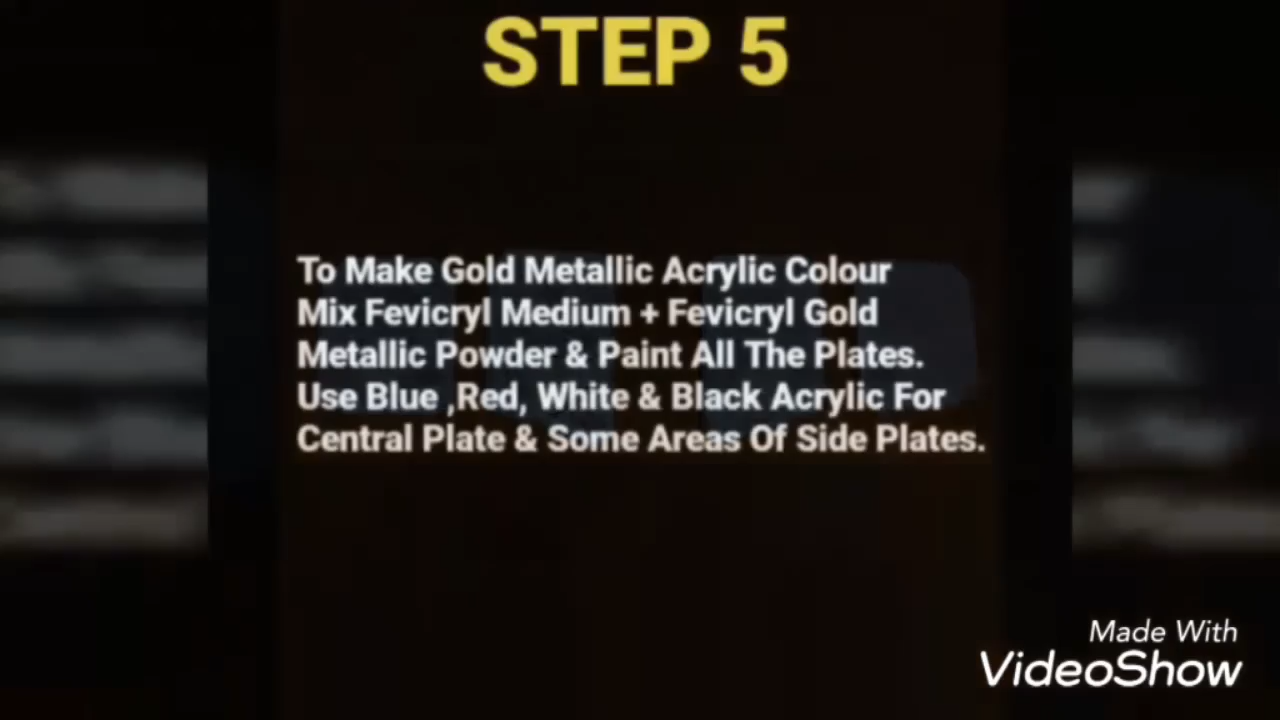 STEP 5
To Make Gold Metallic Acrylic Colour
Mix Fevicryl Medium + Fevicryl Gold
Metallic Powder & Paint All The Plates.
Use Blue ,Red, White & Black Acrylic For
Central Plate & Some Areas Of Side Plates.
Made With
VideoShow